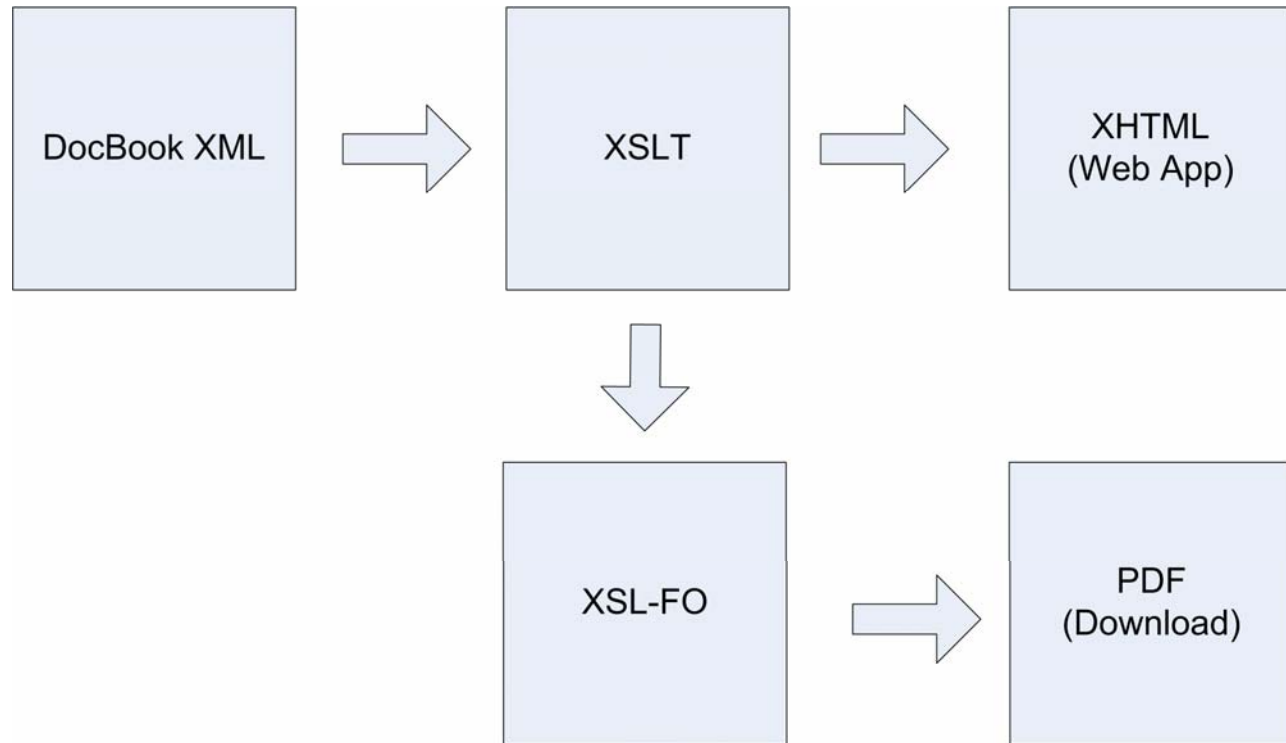 DocBook XML
XSLT
XHTML
(Web App)
XSL-FO
PDF
(Download)